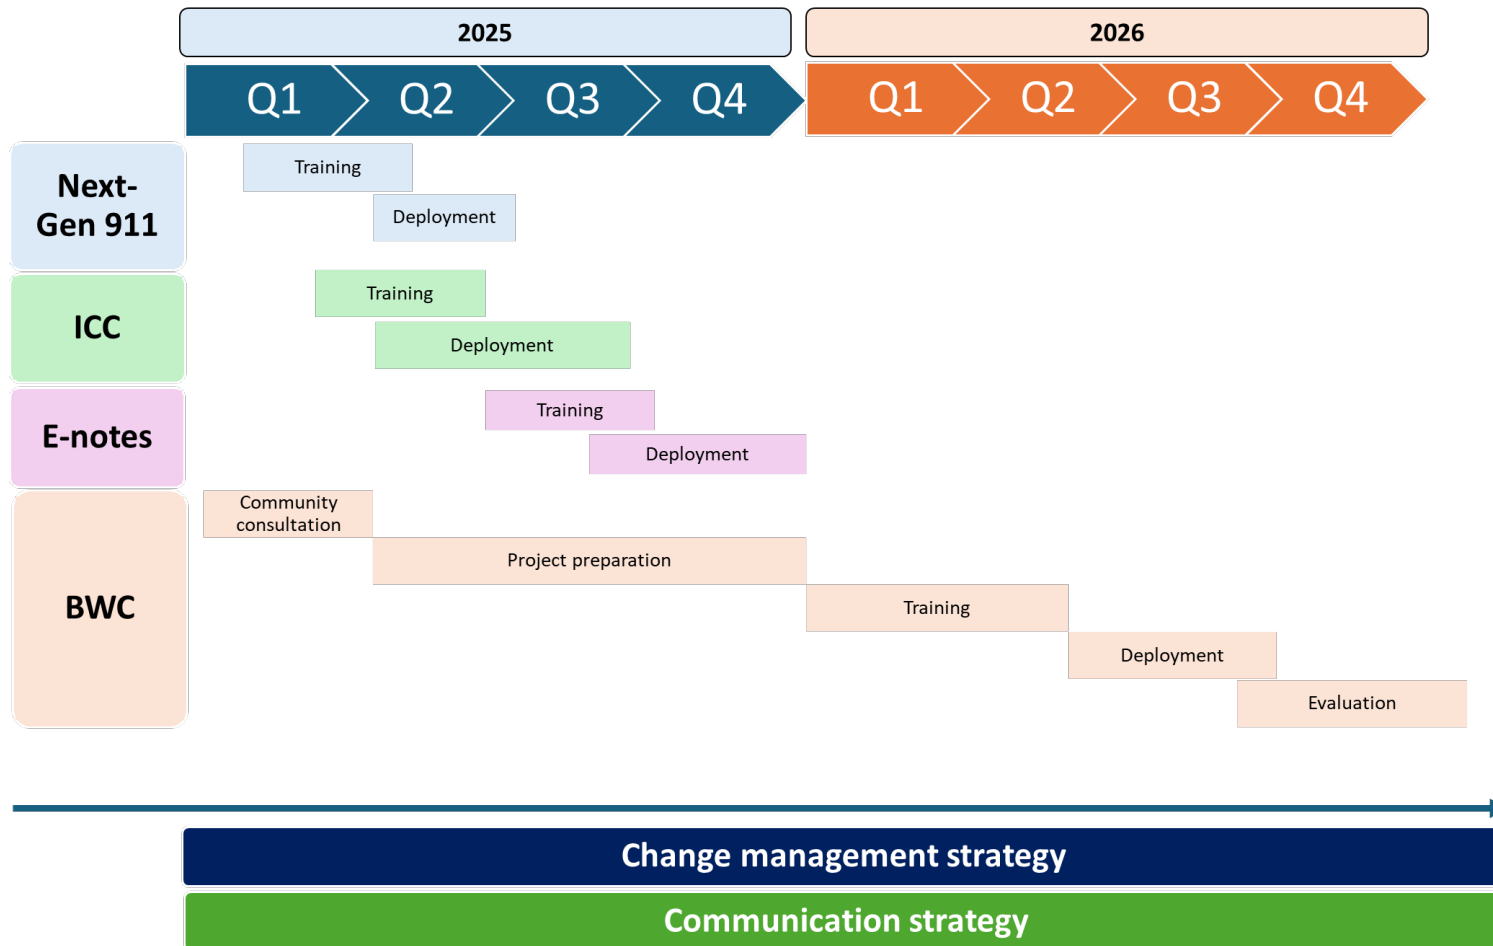 2025
2026
Q1
Q2
Q3
Q4
Q1
Q2
Q3
Q4
Next-
Gen 911
Training
Deployment
ICC
Training
Deployment
E-notes
Training
Deployment
BWC
Community
consultation
Project preparation
Training
Deployment
Evaluation
Change management strategy
Communication strategy